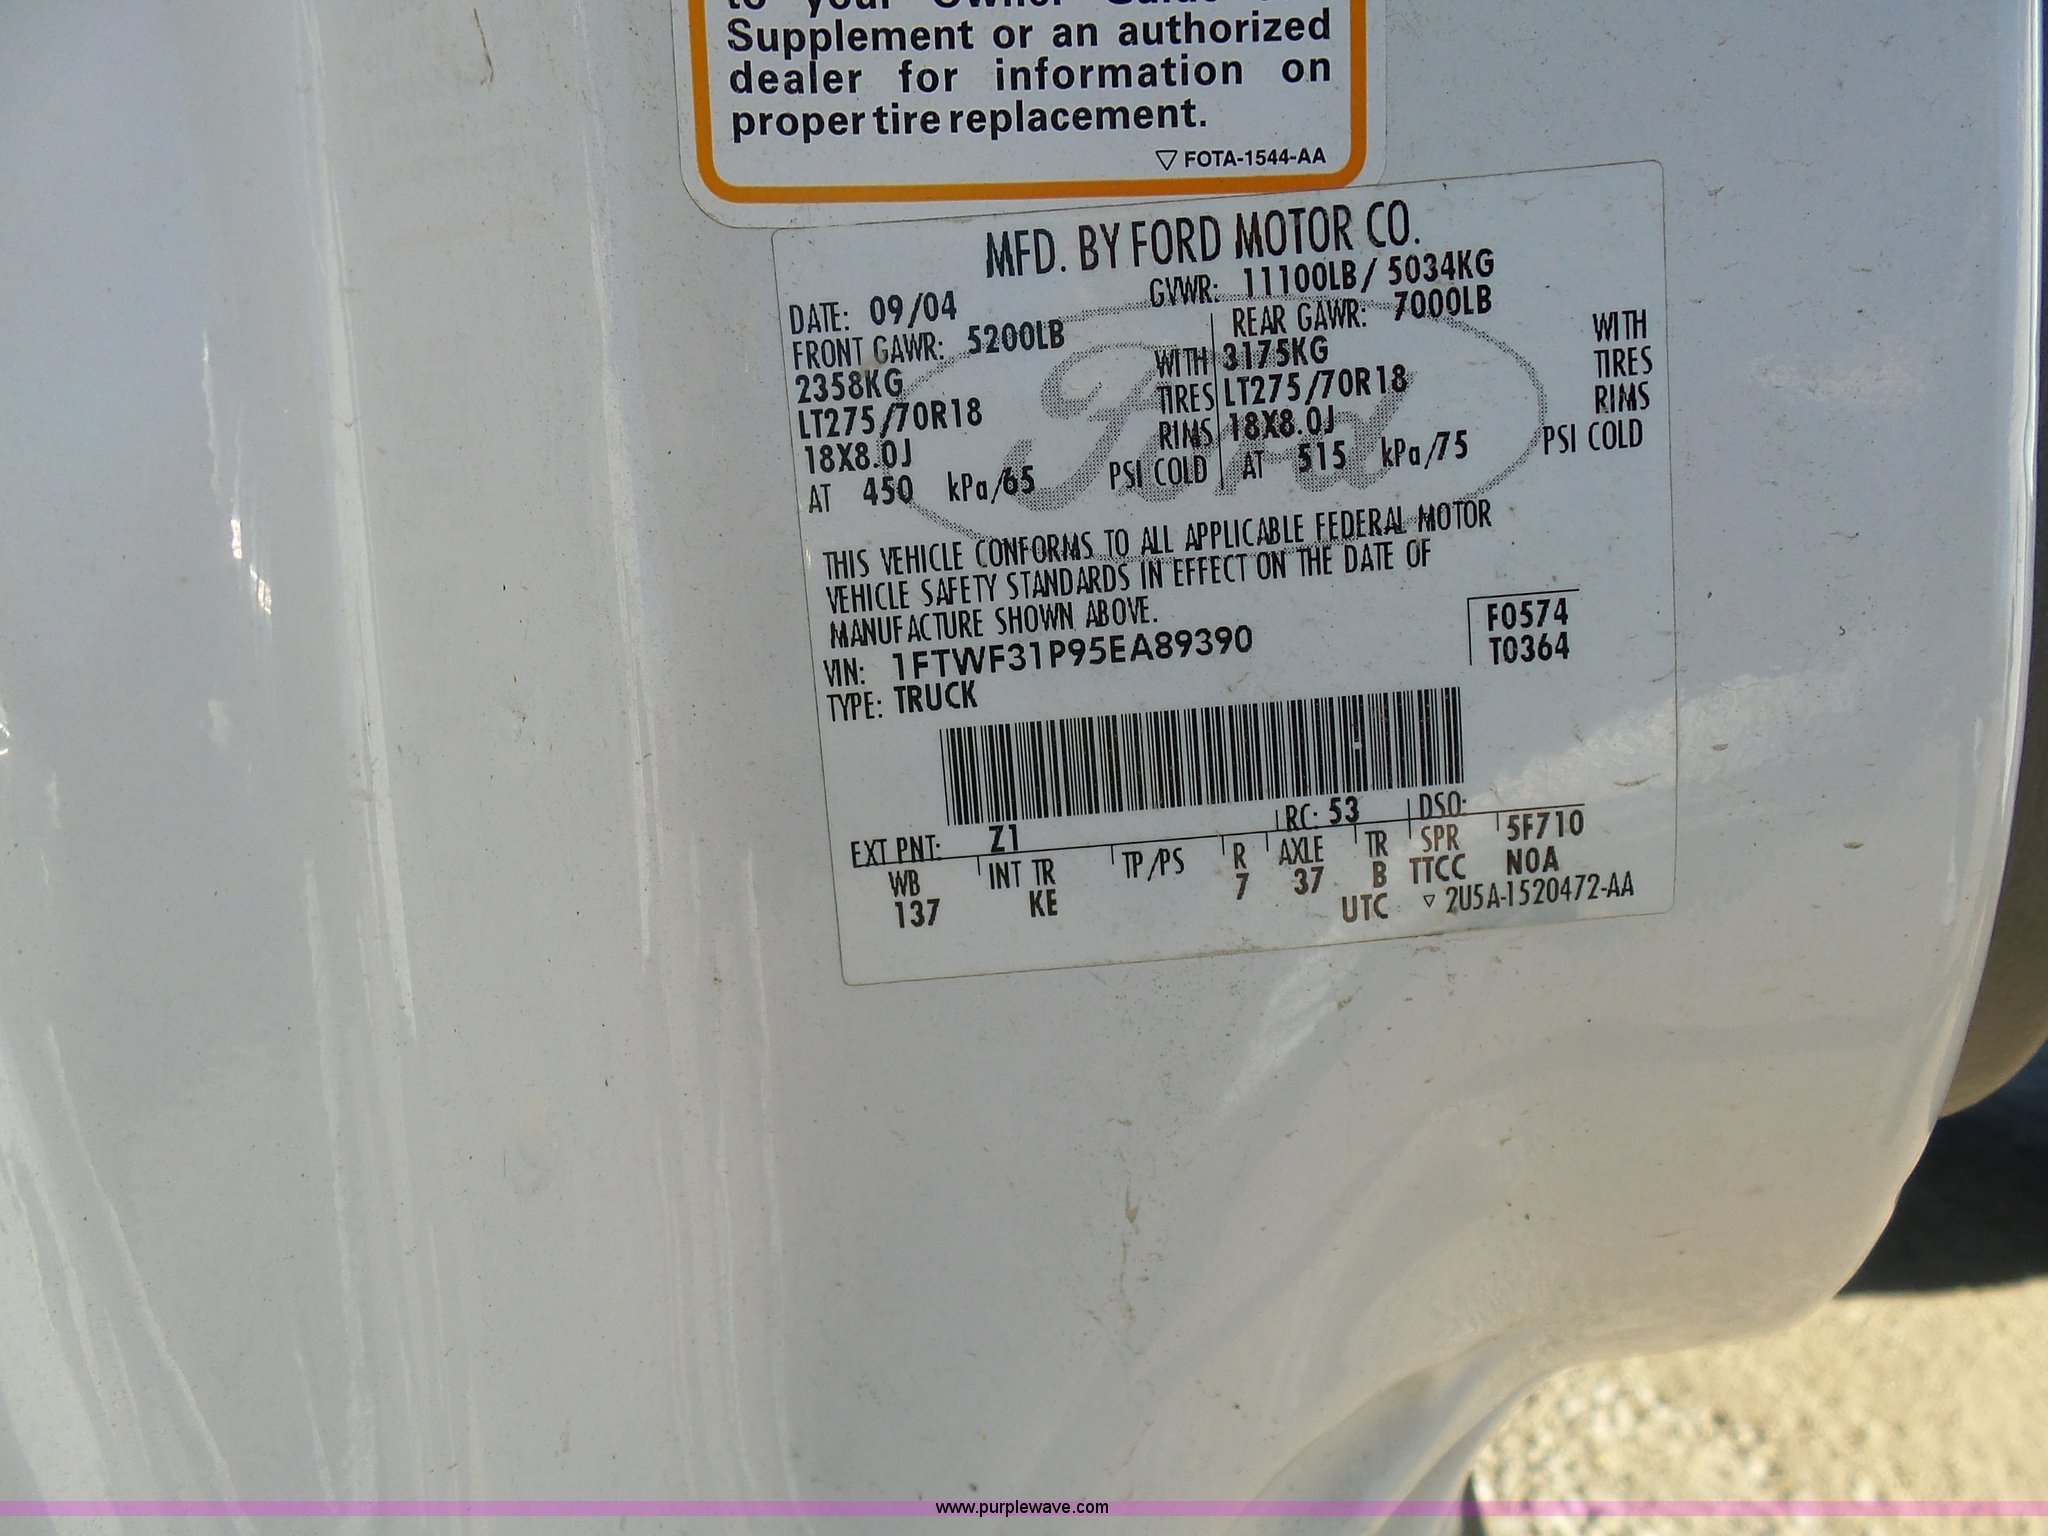 to your Owner Guide
Supplement or an authorized
dealer for information on
proper tire replacement.
▽ FOTA-1544-AA
MFD. BY FORD MOTOR CO.
DATE: 09/04 GVWR: 11100LB/ 5034KG
FRONT GAWR: 5200LB REAR GAWR: 7000LB
2358KG WITH 3175KG WITH
LT275/70R18 TIRES LT275/70R18 TIRES
18X8.0J RIMS 18X8.0J RIMS
AT 450 kPa/65 PSI COLD AT 515 kPa/75 PSI COLD
Ford
THIS VEHICLE CONFORMS TO ALL APPLICABLE FEDERAL MOTOR
VEHICLE SAFETY STANDARDS IN EFFECT ON THE DATE OF
MANUFACTURE SHOWN ABOVE.
VIN: 1FTWF31P95EA89390
TYPE: TRUCK
F0574
T0364
EXT PNT: Z1 RC: 53 DSO:
WB INT TR TP/PS R AXLE TR SPR 5F710
137 KE 7 37 B TTCC N0A
UTC ▽ 2U5A-1520472-AA
www.purplewave.com